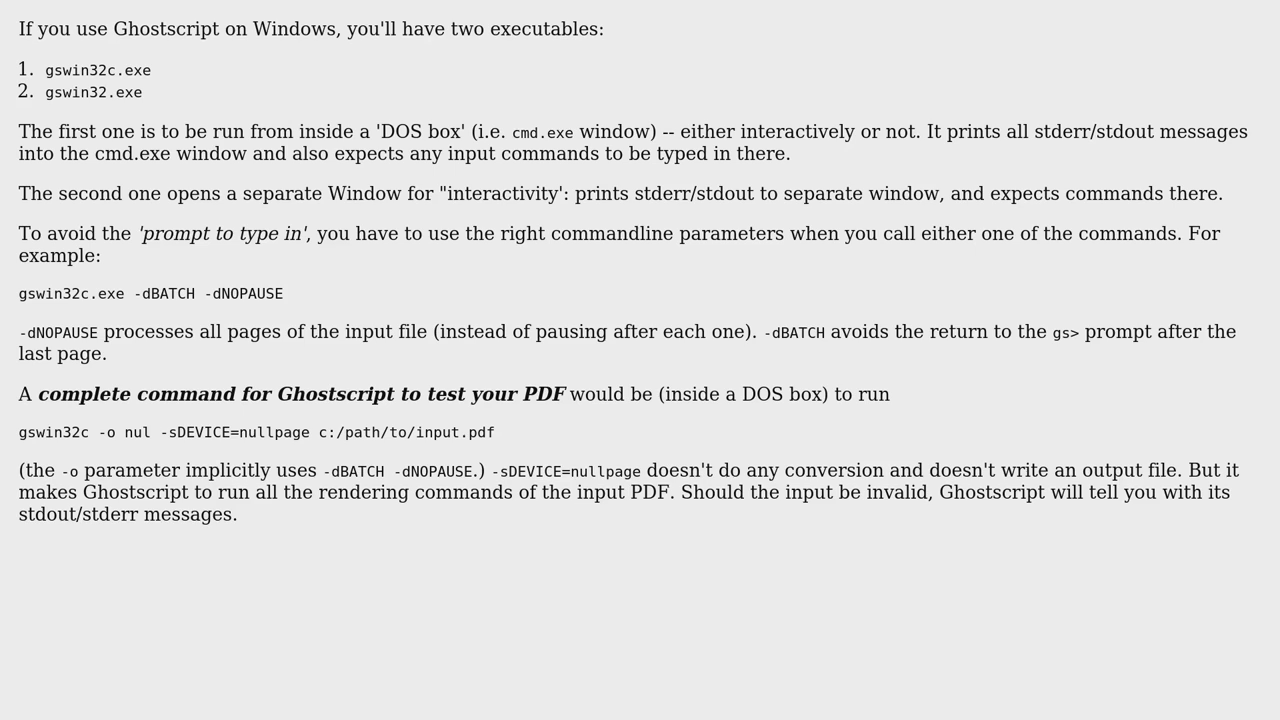 If you use Ghostscript on Windows, you'll have two executables:
1. gswin32c.exe
2. gswin32.exe
The first one is to be run from inside a 'DOS box' (i.e. cmd.exe window) -- either interactively or not. It prints all stderr/stdout messages
into the cmd.exe window and also expects any input commands to be typed in there.
The second one opens a separate Window for "interactivity': prints stderr/stdout to separate window, and expects commands there.
To avoid the 'prompt to type in', you have to use the right commandline parameters when you call either one of the commands. For
example:
gswin32c.exe -dBATCH -dNOPAUSE
-dNOPAUSE processes all pages of the input file (instead of pausing after each one). -dBATCH avoids the return to the gs> prompt after the
last page.
A complete command for Ghostscript to test your PDF would be (inside a DOS box) to run
gswin32c -o nul -sDEVICE=nullpage c:/path/to/input.pdf
(the -o parameter implicitly uses -dBATCH -dNOPAUSE.) -sDEVICE=nullpage doesn't do any conversion and doesn't write an output file. But it
makes Ghostscript to run all the rendering commands of the input PDF. Should the input be invalid, Ghostscript will tell you with its
stdout/stderr messages.